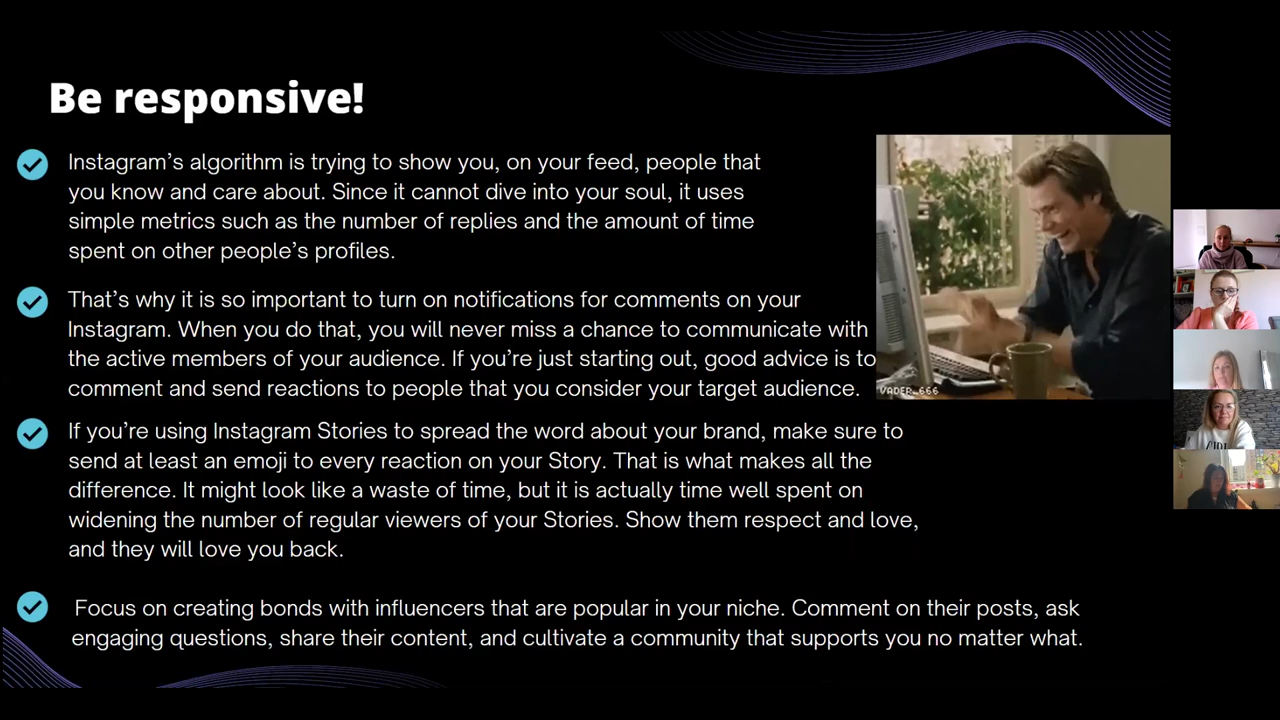 Be responsive!
Instagram's algorithm is trying to show you, on your feed, people that
you know and care about. Since it cannot dive into your soul, it uses
simple metrics such as the number of replies and the amount of time
spent on other people's profiles.
That's why it is so important to turn on notifications for comments on your
Instagram. When you do that, you will never miss a chance to communicate with
the active members of your audience. If you're just starting out, good advice is to
comment and send reactions to people that you consider your target audience.
VADER_666
If you're using Instagram Stories to spread the word about your brand, make sure to
send at least an emoji to every reaction on your Story. That is what makes all the
difference. It might look like a waste of time, but it is actually time well spent on
widening the number of regular viewers of your Stories. Show them respect and love,
and they will love you back.
Focus on creating bonds with influencers that are popular in your niche. Comment on their posts, ask
engaging questions, share their content, and cultivate a community that supports you no matter what.